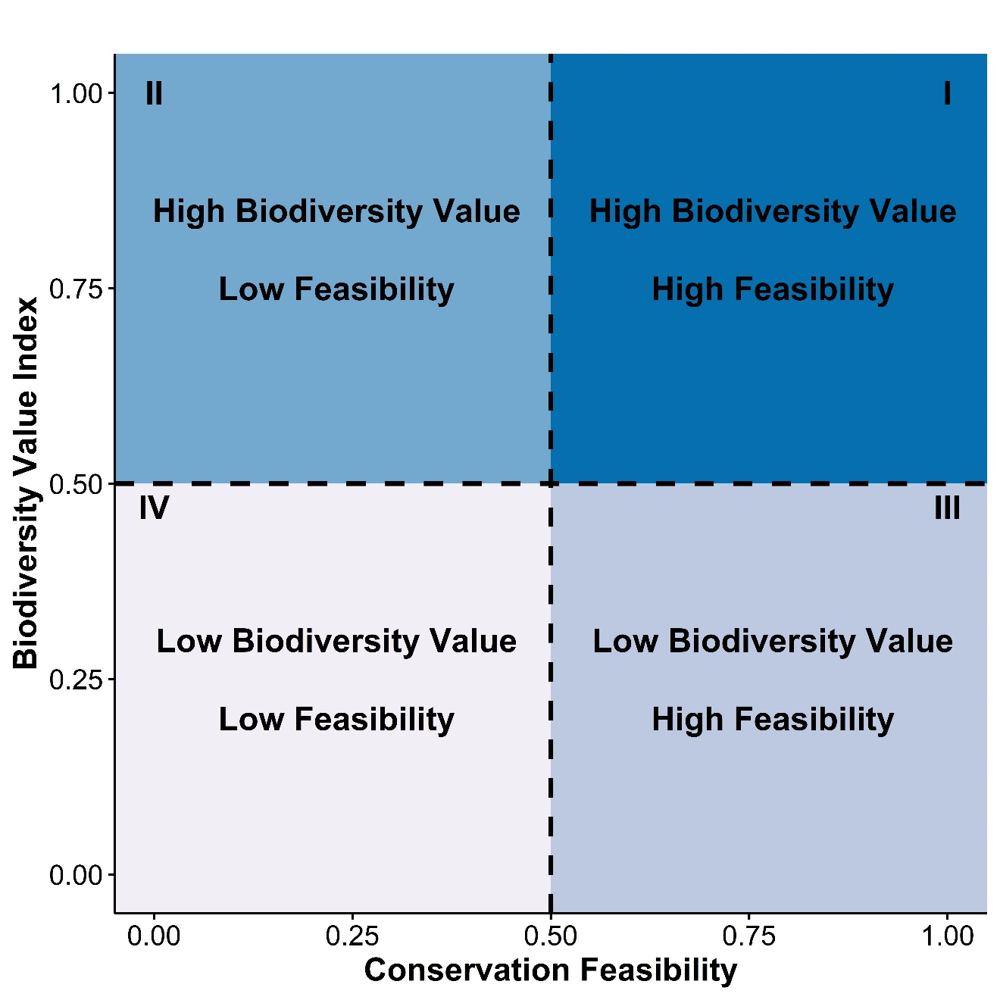 II
I
High Biodiversity Value
Low Feasibility
High Biodiversity Value
High Feasibility
IV
III
Low Biodiversity Value
Low Feasibility
Low Biodiversity Value
High Feasibility
Biodiversity Value Index
1.00
0.75
0.50
0.25
0.00
0.00
0.25
0.50
0.75
1.00
Conservation Feasibility